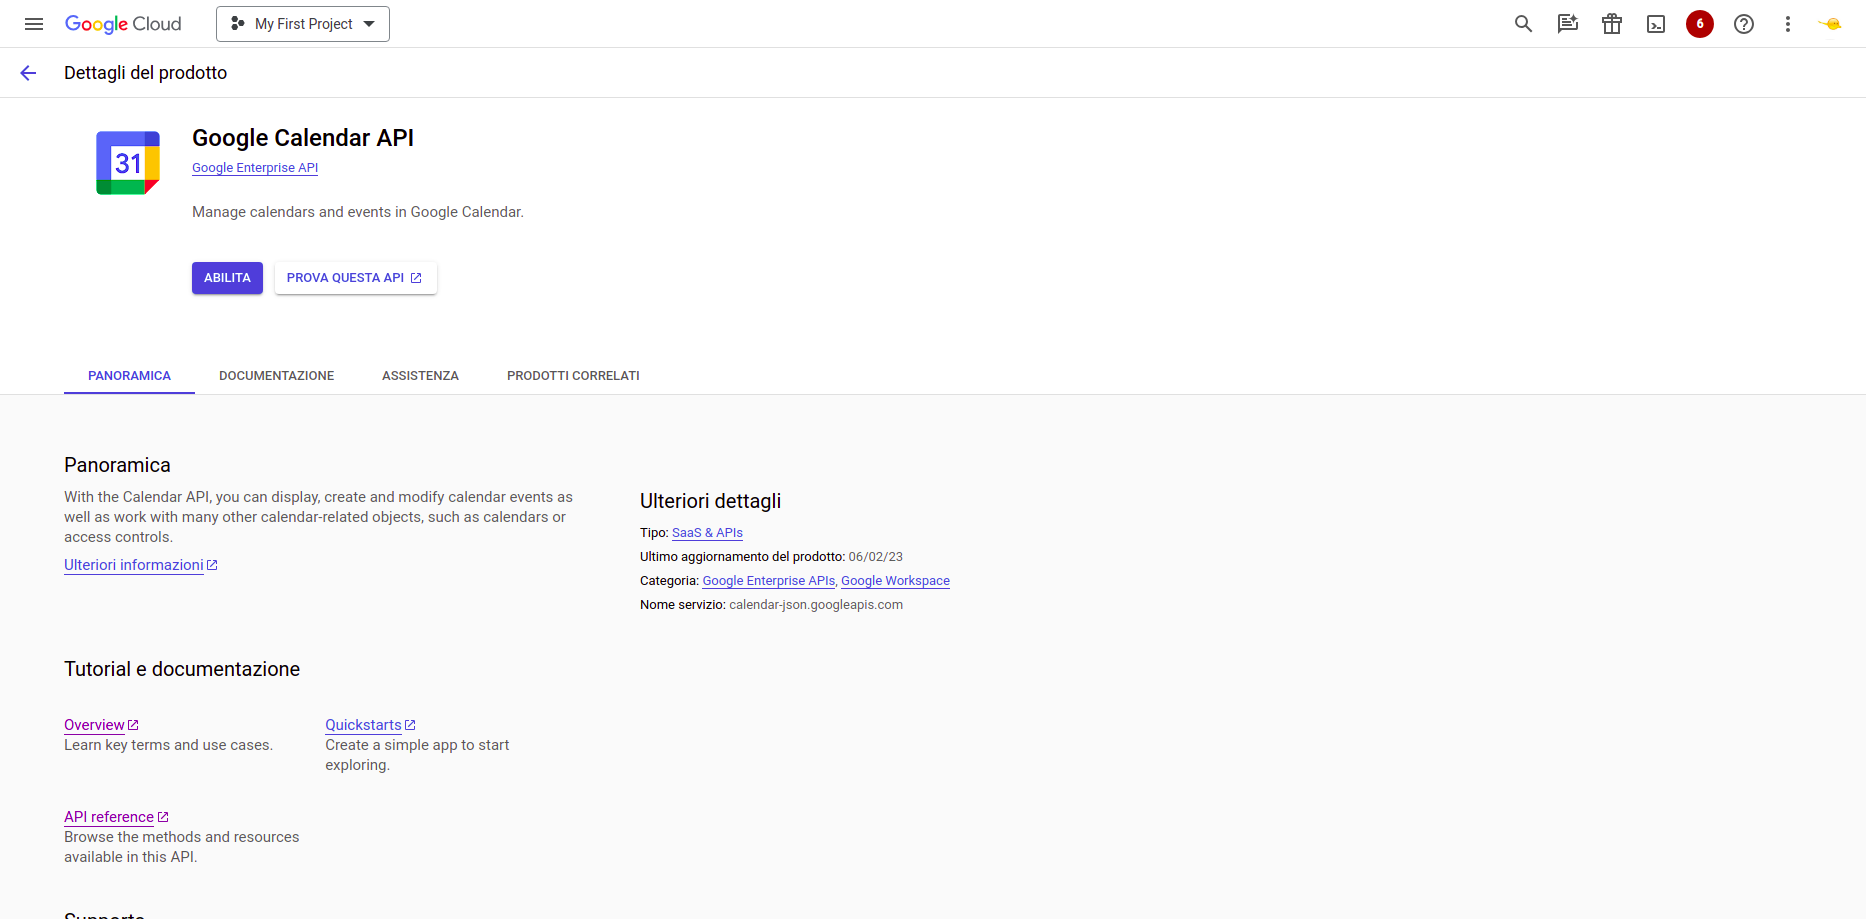 Google Cloud
My First Project
6
Dettagli del prodotto
31
Google Calendar API
Google Enterprise API
Manage calendars and events in Google Calendar.
ABILITA
PROVA QUESTA API
PANORAMICA
DOCUMENTAZIONE
ASSISTENZA
PRODOTTI CORRELATI
Panoramica
With the Calendar API, you can display, create and modify calendar events as
well as work with many other calendar-related objects, such as calendars or
access controls.
Ulteriori informazioni
Ulteriori dettagli
Tipo: SaaS & APIs
Ultimo aggiornamento del prodotto: 06/02/23
Categoria: Google Enterprise APIs, Google Workspace
Nome servizio: calendar-json.googleapis.com
Tutorial e documentazione
Overview
Learn key terms and use cases.
Quickstarts
Create a simple app to start
exploring.
API reference
Browse the methods and resources
available in this API.